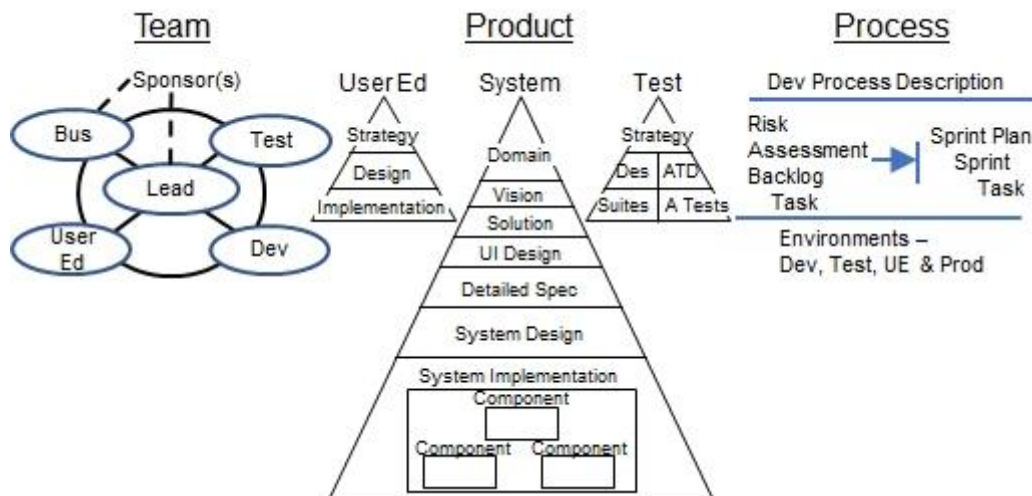 Team
Sponsor(s)
Bus
Test
Lead
User
Ed
Dev
Product
User Ed
Strategy
Design
Implementation
System
Domain
Vision
Solution
UI Design
Detailed Spec
System Design
System Implementation
Component
Component
Component
Test
Strategy
Des ATD
Suites A Tests
Process
Dev Process Description
Risk
Assessment
Backlog
Task
Sprint Plan
Sprint
Task
Environments –
Dev, Test, UE & Prod